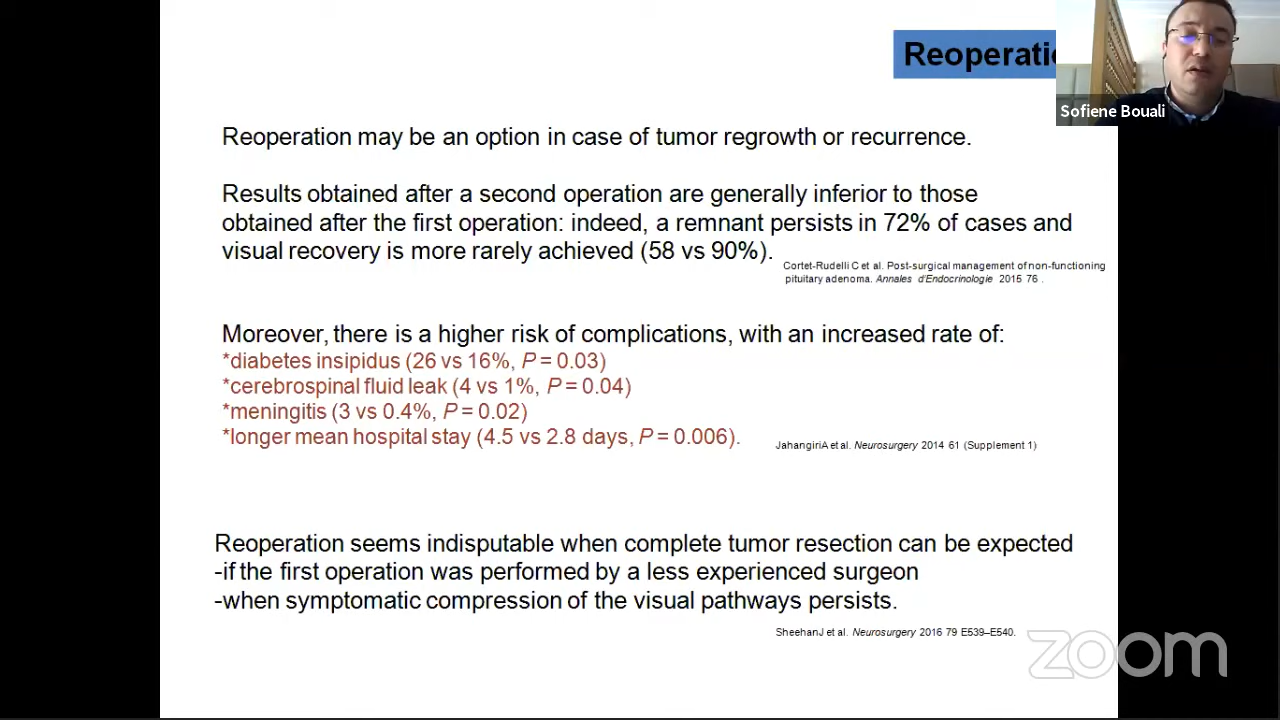 Reoperatio
Sofiene Bouali
Reoperation may be an option in case of tumor regrowth or recurrence.
Results obtained after a second operation are generally inferior to those
obtained after the first operation: indeed, a remnant persists in 72% of cases and
visual recovery is more rarely achieved (58 vs 90%).
Cortet-Rudelli C et al. Post-surgical management of non-functioning
pituitary adenoma. Annales d'Endocrinologie 2015 76 .
Moreover, there is a higher risk of complications, with an increased rate of:
*diabetes insipidus (26 vs 16%, P = 0.03)
*cerebrospinal fluid leak (4 vs 1%, P = 0.04)
*meningitis (3 vs 0.4%, P = 0.02)
*longer mean hospital stay (4.5 vs 2.8 days, P = 0.006).
JahangiriA et al. Neurosurgery 2014 61 (Supplement 1)
Reoperation seems indisputable when complete tumor resection can be expected
-if the first operation was performed by a less experienced surgeon
-when symptomatic compression of the visual pathways persists.
SheehanJ et al. Neurosurgery 2016 79 E539–E540.
zoom